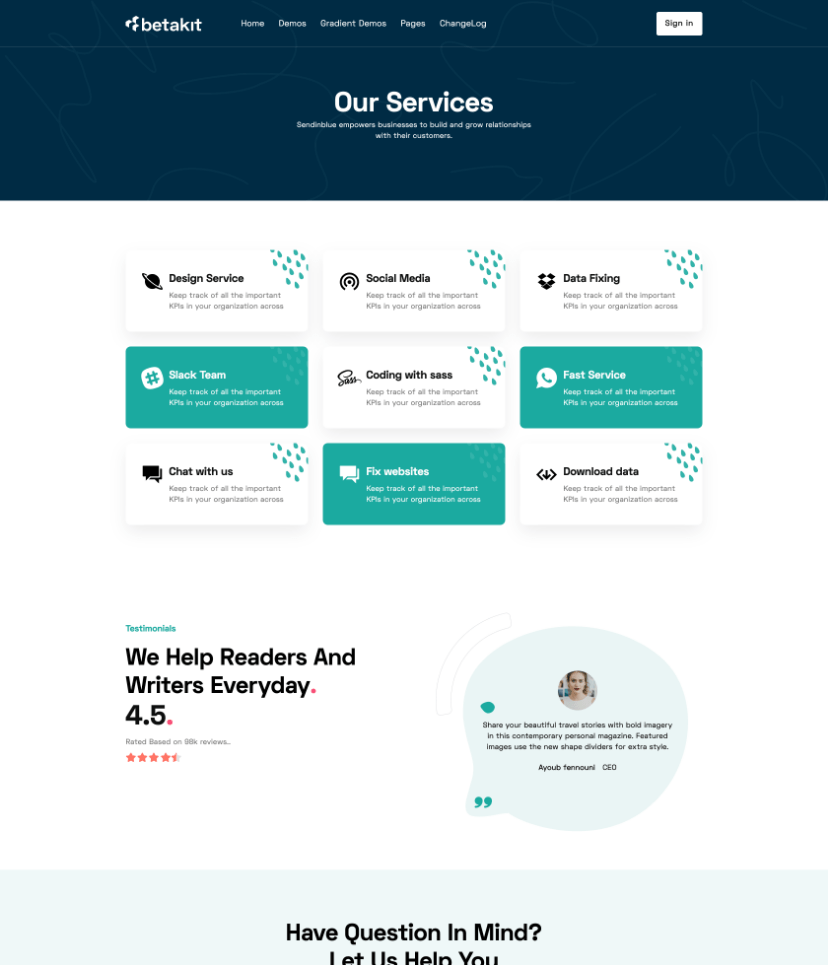 betakit
Home Demos Gradient Demos Pages ChangeLog
Sign in
Our Services
Sendinblue empowers businesses to build and grow relationships
with their customers.
Design Service
Keep track of all the important
KPIs in your organization across
Social Media
Keep track of all the important
KPIs in your organization across
Data Fixing
Keep track of all the important
KPIs in your organization across
Slack Team
Keep track of all the important
KPIs in your organization across
Sass
Coding with sass
Keep track of all the important
KPIs in your organization across
Fast Service
Keep track of all the important
KPIs in your organization across
Chat with us
Keep track of all the important
KPIs in your organization across
Fix websites
Keep track of all the important
KPIs in your organization across
Download data
Keep track of all the important
KPIs in your organization across
Testimonials
We Help Readers And
Writers Everyday.
4.5.
Rated Based on 98k reviews..
Share your beautiful travel stories with bold imagery
in this contemporary personal magazine. Featured
images use the new shape dividers for extra style.
Ayoub fennouni CEO
Have Question In Mind?
Let Us Help You